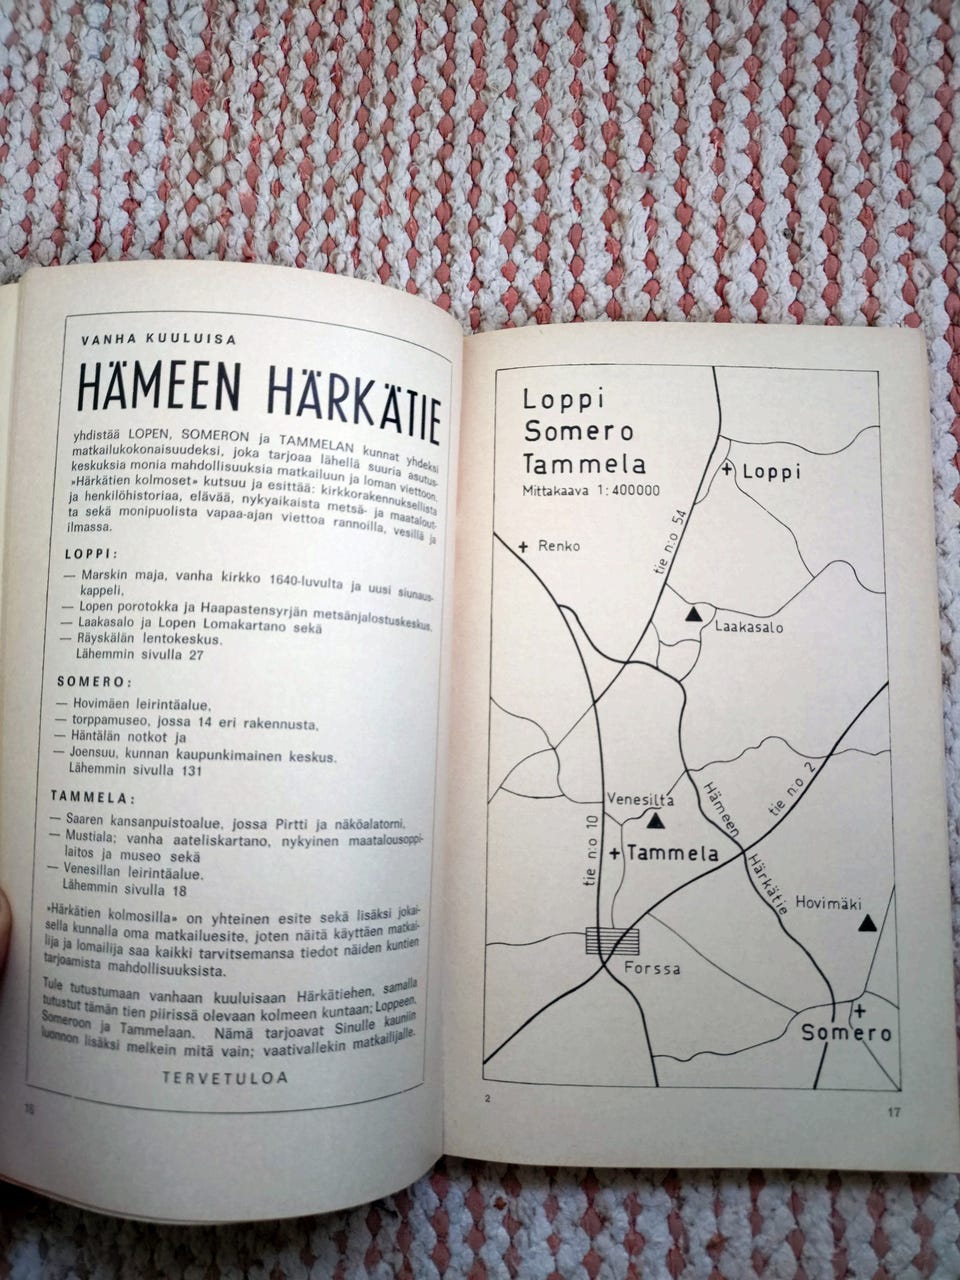 VANHA KUULUISA
HÄMEEN HÄRKÄTIE
yhdistää LOPEN, SOMERON ja TAMMELAN kunnat yhdeksi
matkailukokonaisuudeksi, joka tarjoaa lähellä suuria asutus-
keskuksia monia mahdollisuuksia matkailuun ja loman viettoon.
»Härkätien kolmoset» kutsuu ja esittää: kirkkorakennuksellista
ja henkilöhistoriaa, elävää, nykyaikaista metsä- ja maatalout-
ta sekä monipuolista vapaa-ajan viettoa rannoilla, vesillä ja
ilmassa.
LOPPI:
— Marskin maja, vanha kirkko 1640-luvulta ja uusi siunaus-
kappeli,
— Lopen porotokka ja Haapastensyrjän metsänjalostuskeskus,
— Laakasalo ja Lopen Lomakartano sekä
— Räyskälän lentokeskus.
Lähemmin sivulla 27
SOMERO:
— Hovimäen leirintäalue,
— torppamuseo, jossa 14 eri rakennusta,
— Häntälän notkot ja
— Joensuu, kunnan kaupunkimainen keskus.
Lähemmin sivulla 131
TAMMELA:
— Saaren kansanpuistoalue, jossa Pirtti ja näköalatorni,
— Mustiala; vanha aateliskartano, nykyinen maatalousoppi-
laitos ja museo sekä
— Venesillan leirintäalue.
Lähemmin sivulla 18
»Härkätien kolmosilla» on yhteinen esite sekä lisäksi jokai-
sella kunnalla oma matkailuesite, joten näitä käyttäen matkai-
lija ja lomailija saa kaikki tarvitsemansa tiedot näiden kuntien
tarjoamista mahdollisuuksista.
Tule tutustumaan vanhaan kuuluisaan Härkätiehen, samalla
tutustut tämän tien piirissä olevaan kolmeen kuntaan; Loppeen,
Someroon ja Tammelaan. Nämä tarjoavat Sinulle kauniin
luonnon lisäksi melkein mitä vain; vaativallekin matkailijalle.
TERVETULOA
16
Loppi
Somero
Tammela
Mittakaava 1:400000
Loppi
tie n:o 54
Renko
Laakasalo
Venesilta
Hämeen Härkätie
tie n:o 2
tie n:o 10
Tammela
Hovimäki
Forssa
Somero
2
17